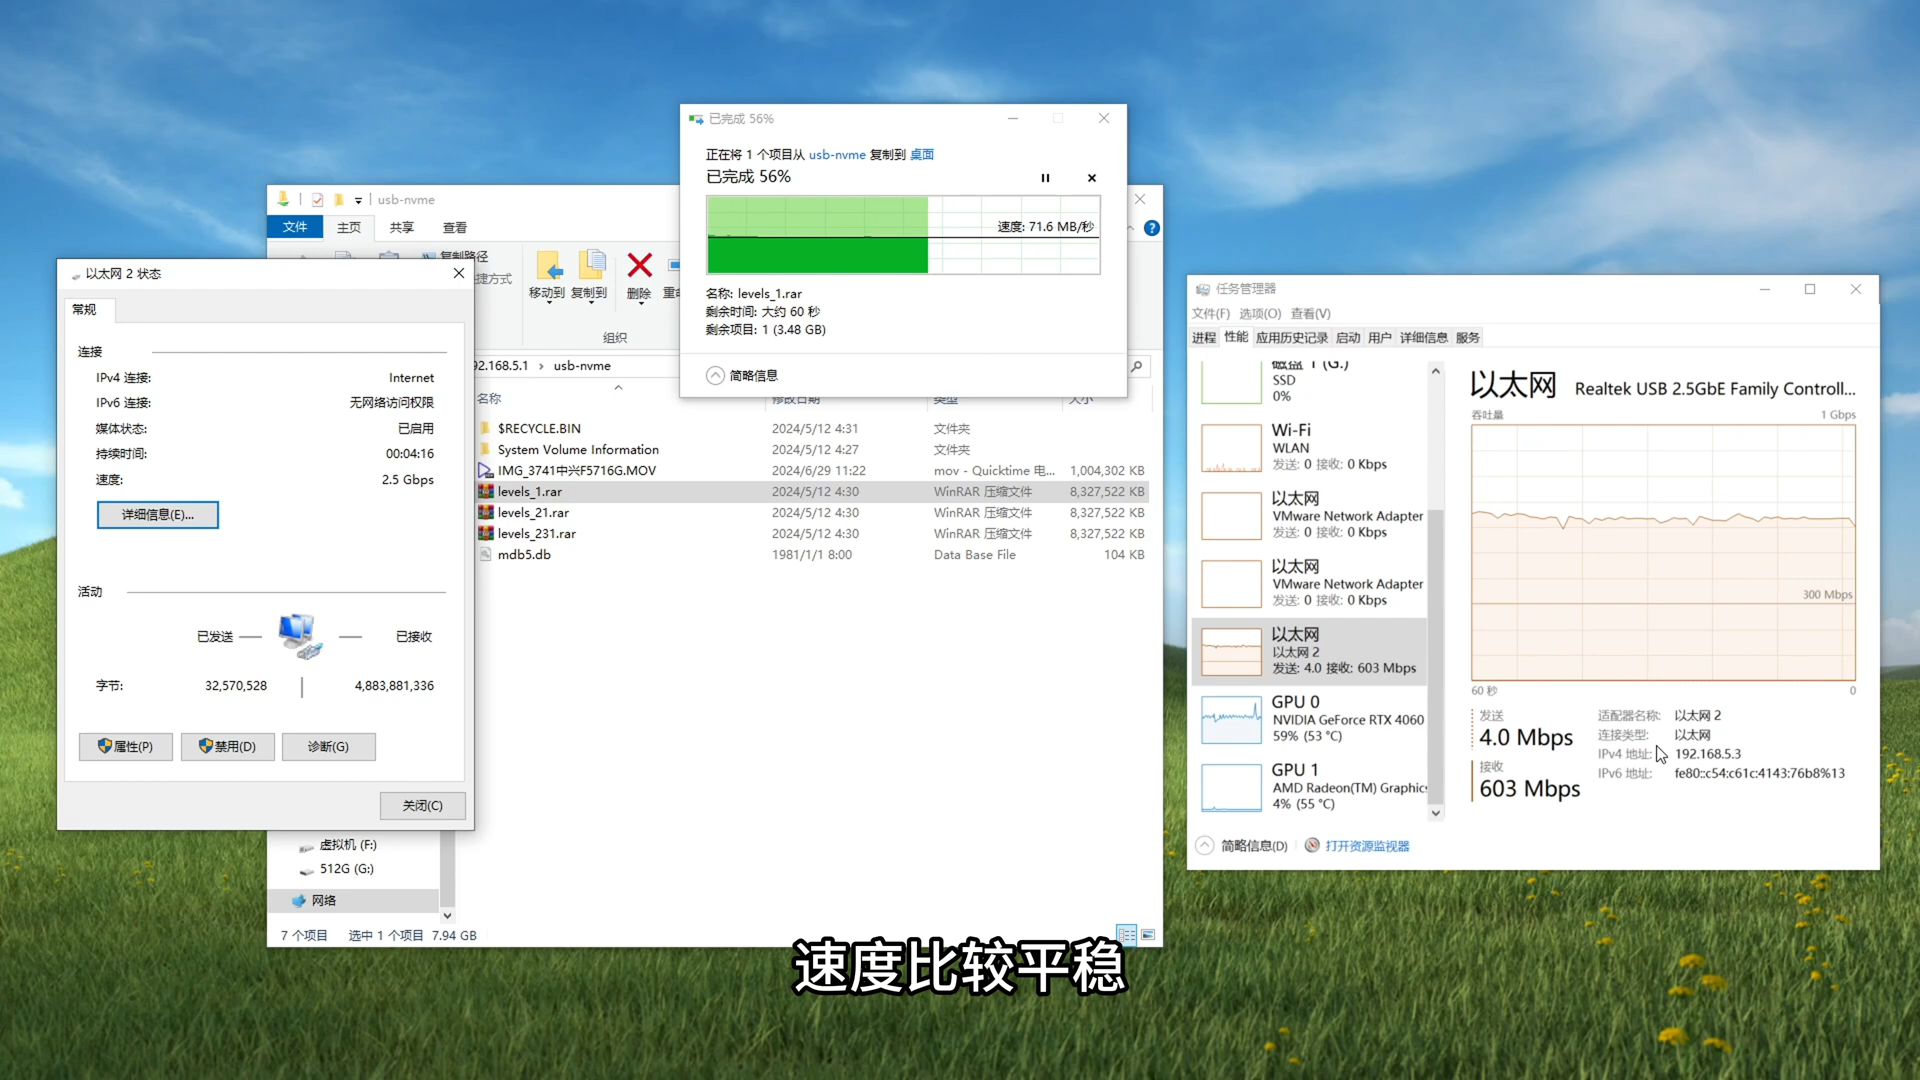 已完成 56%
正在将 1 个项目从 usb-nvme 复制到 桌面
已完成 56%
速度: 71.6 MB/秒
名称: levels_1.rar
剩余时间: 大约 60 秒
剩余项目: 1 (3.48 GB)
简略信息
usb-nvme
文件 主页 共享 查看
复制路径
捷方式
移动到 复制到 删除
组织
92.168.5.1 › usb-nvme
名称 修改日期 类型 大小
$RECYCLE.BIN 2024/5/12 4:31 文件夹
System Volume Information 2024/5/12 4:27 文件夹
IMG_3741中兴F5716G.MOV 2024/6/29 11:22 mov - Quicktime 电... 1,004,302 KB
levels_1.rar 2024/5/12 4:30 WinRAR 压缩文件 8,327,522 KB
levels_21.rar 2024/5/12 4:30 WinRAR 压缩文件 8,327,522 KB
levels_231.rar 2024/5/12 4:30 WinRAR 压缩文件 8,327,522 KB
mdb5.db 1981/1/1 8:00 Data Base File 104 KB
虚拟机 (F:)
512G (G:)
网络
7 个项目 选中 1 个项目 7.94 GB
以太网 2 状态
常规
连接
IPv4 连接: Internet
IPv6 连接: 无网络访问权限
媒体状态: 已启用
持续时间: 00:04:16
速度: 2.5 Gbps
详细信息(E)...
活动
已发送 — — 已接收
字节: 32,570,528 4,883,881,336
属性(P) 禁用(D) 诊断(G)
关闭(C)
任务管理器
文件(F) 选项(O) 查看(V)
进程 性能 应用历史记录 启动 用户 详细信息 服务
磁盘 1 (G:)
SSD
0%
Wi-Fi
WLAN
发送: 0 接收: 0 Kbps
以太网
VMware Network Adapter
发送: 0 接收: 0 Kbps
以太网
VMware Network Adapter
发送: 0 接收: 0 Kbps
以太网
以太网 2
发送: 4.0 接收: 603 Mbps
GPU 0
NVIDIA GeForce RTX 4060
59% (53 °C)
GPU 1
AMD Radeon(TM) Graphics
4% (55 °C)
以太网 Realtek USB 2.5GbE Family Controll...
吞吐量 1 Gbps
300 Mbps
60 秒 0
发送
4.0 Mbps
接收
603 Mbps
适配器名称: 以太网 2
连接类型: 以太网
IPv4 地址: 192.168.5.3
IPv6 地址: fe80::c54:c61c:4143:76b8%13
简略信息(D) 打开资源监视器
速度比较平稳